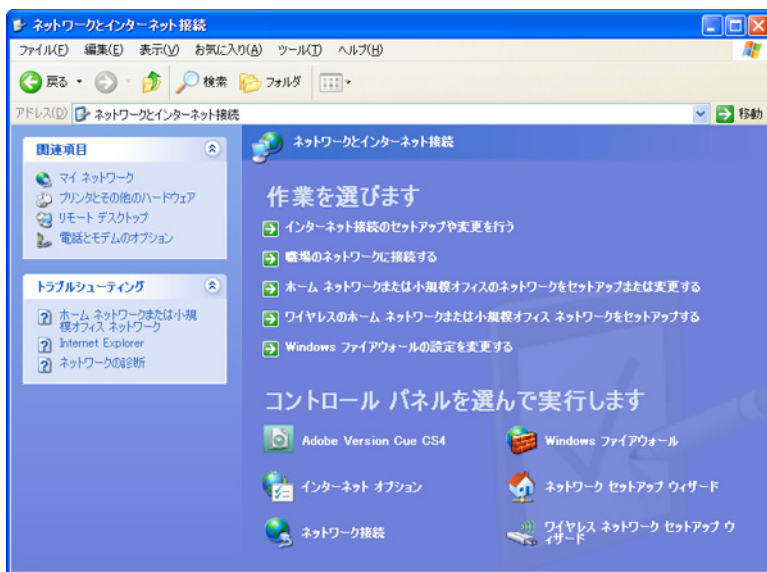 ネットワークとインターネット接続
ファイル(F) 編集(E) 表示(V) お気に入り(A) ツール(T) ヘルプ(H)
戻る 検索 フォルダ
アドレス(D) ネットワークとインターネット接続 移動
関連項目
マイ ネットワーク
プリンタとその他のハードウェア
リモート デスクトップ
電話とモデムのオプション
トラブルシューティング
ホーム ネットワークまたは小規
模オフィス ネットワーク
Internet Explorer
ネットワークの診断
ネットワークとインターネット接続
作業を選びます
インターネット接続のセットアップや変更を行う
職場のネットワークに接続する
ホーム ネットワークまたは小規模オフィスのネットワークをセットアップまたは変更する
ワイヤレスのホーム ネットワークまたは小規模オフィス ネットワークをセットアップする
Windows ファイアウォールの設定を変更する
コントロール パネルを選んで実行します
Adobe Version Cue CS4
Windows ファイアウォール
インターネット オプション
ネットワーク セットアップ ウィザード
ネットワーク接続
ワイヤレス ネットワーク セットアップ ウ
ィザード